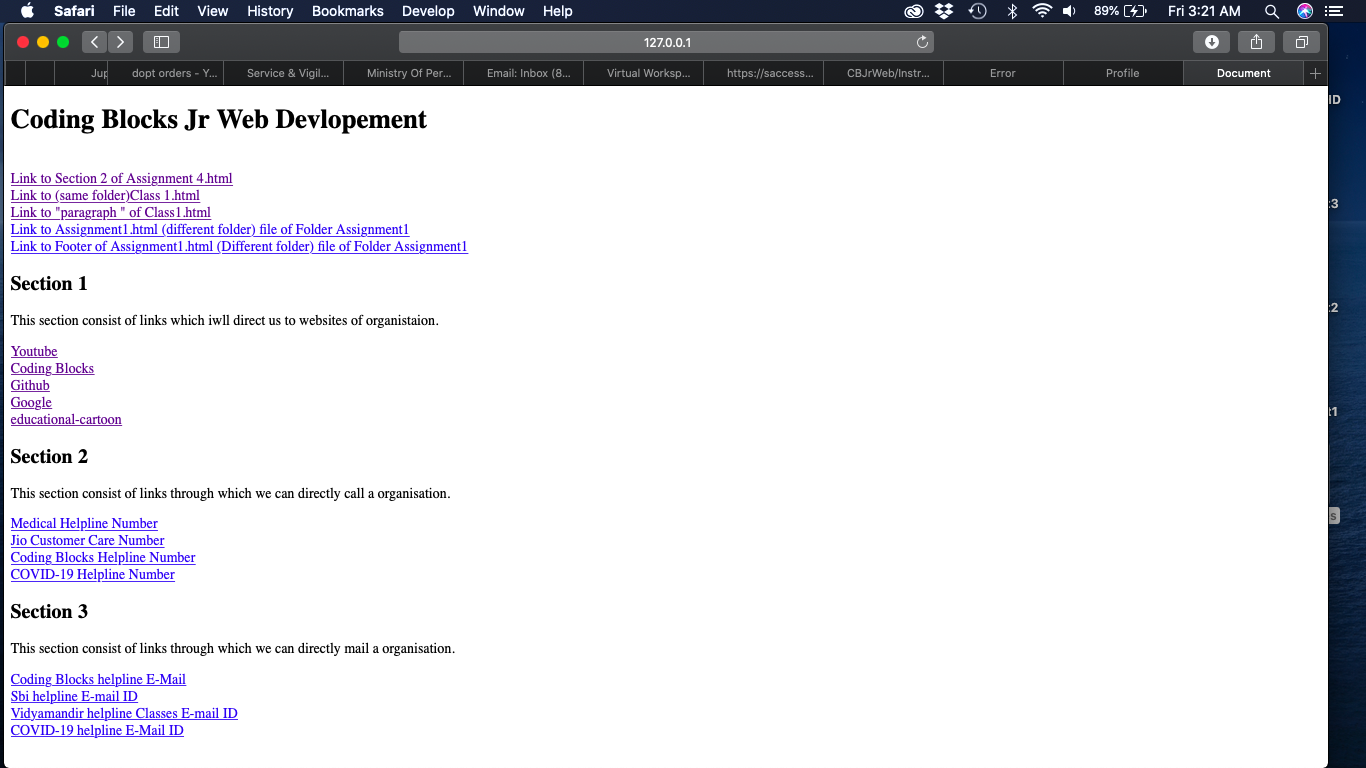 Safari File Edit View History Bookmarks Develop Window Help 89% Fri 3:21 AM
127.0.0.1
Jup dopt orders - Y... Service & Vigil... Ministry Of Per... Email: Inbox (8... Virtual Worksp... https://saccess... CBJrWeb/Instr... Error Profile Document
Coding Blocks Jr Web Devlopement
ID
Link to Section 2 of Assignment 4.html
Link to (same folder)Class 1.html
Link to "paragraph " of Class1.html
Link to Assignment1.html (different folder) file of Folder Assignment1
Link to Footer of Assignment1.html (Different folder) file of Folder Assignment1
Section 1
This section consist of links which iwll direct us to websites of organistaion.
Youtube
Coding Blocks
Github
Google
educational-cartoon
Section 2
This section consist of links through which we can directly call a organisation.
Medical Helpline Number
Jio Customer Care Number
Coding Blocks Helpline Number
COVID-19 Helpline Number
Section 3
This section consist of links through which we can directly mail a organisation.
Coding Blocks helpline E-Mail
Sbi helpline E-mail ID
Vidyamandir helpline Classes E-mail ID
COVID-19 helpline E-Mail ID